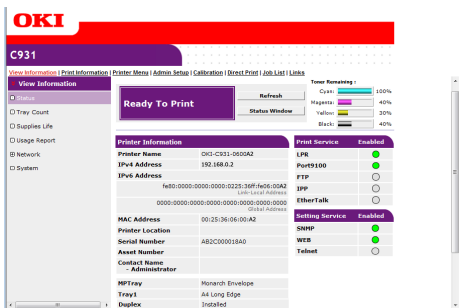 OKI
C931
View Information | Print Information | Printer Menu | Admin Setup | Calibration | Direct Print | Job List | Links
View Information
Status
Tray Count
Supplies Life
Usage Report
Network
System
Ready To Print
Refresh
Status Window
Toner Remaining :
Cyan: 100%
Magenta: 40%
Yellow: 30%
Black: 40%
Printer Information
Printer Name OKI-C931-0600A2
IPv4 Address 192.168.0.2
IPv6 Address
fe80:0000:0000:0000:0225:36ff:fe06:00A2
Link-Local Address
0000:0000:0000:0000:0000:0000:0000:0000
Global Address
MAC Address 00:25:36:06:00:A2
Printer Location
Serial Number AB2C000018A0
Asset Number
Contact Name
- Administrator
MPTray Monarch Envelope
Tray1 A4 Long Edge
Duplex Installed
Print Service Enabled
LPR
Port9100
FTP
IPP
EtherTalk
Setting Service Enabled
SNMP
WEB
Telnet